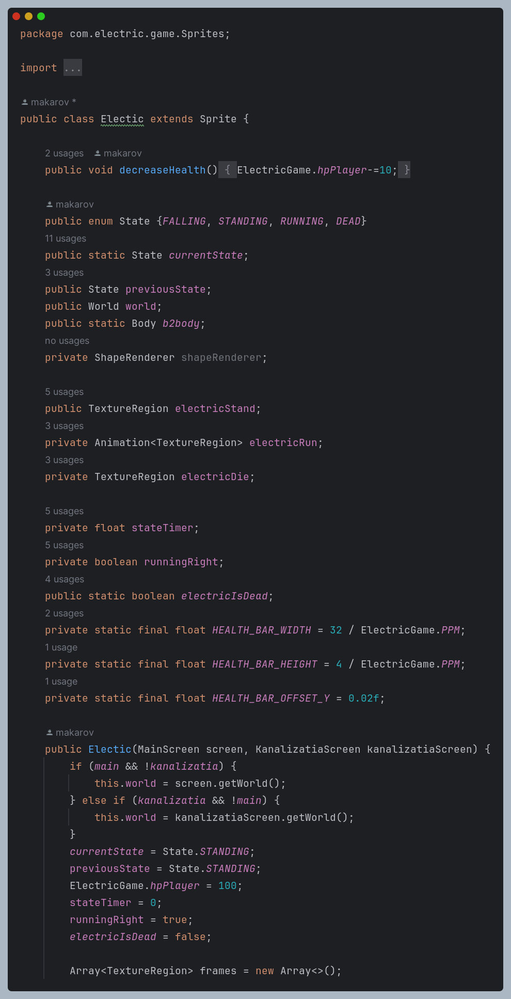 package com.electric.game.Sprites;
import ...
makarov *
public class Electic extends Sprite {
2 usages makarov
public void decreaseHealth() { ElectricGame.hpPlayer-=10; }
makarov
public enum State {FALLING, STANDING, RUNNING, DEAD}
11 usages
public static State currentState;
3 usages
public State previousState;
public World world;
public static Body b2body;
no usages
private ShapeRenderer shapeRenderer;
5 usages
public TextureRegion electricStand;
3 usages
private Animation<TextureRegion> electricRun;
3 usages
private TextureRegion electricDie;
5 usages
private float stateTimer;
5 usages
private boolean runningRight;
4 usages
public static boolean electricIsDead;
2 usages
private static final float HEALTH_BAR_WIDTH = 32 / ElectricGame.PPM;
1 usage
private static final float HEALTH_BAR_HEIGHT = 4 / ElectricGame.PPM;
1 usage
private static final float HEALTH_BAR_OFFSET_Y = 0.02f;
makarov
public Electic(MainScreen screen, KanalizatiaScreen kanalizatiaScreen) {
if (main && !kanalizatia) {
this.world = screen.getWorld();
} else if (kanalizatia && !main) {
this.world = kanalizatiaScreen.getWorld();
}
currentState = State.STANDING;
previousState = State.STANDING;
ElectricGame.hpPlayer = 100;
stateTimer = 0;
runningRight = true;
electricIsDead = false;
Array<TextureRegion> frames = new Array<>();